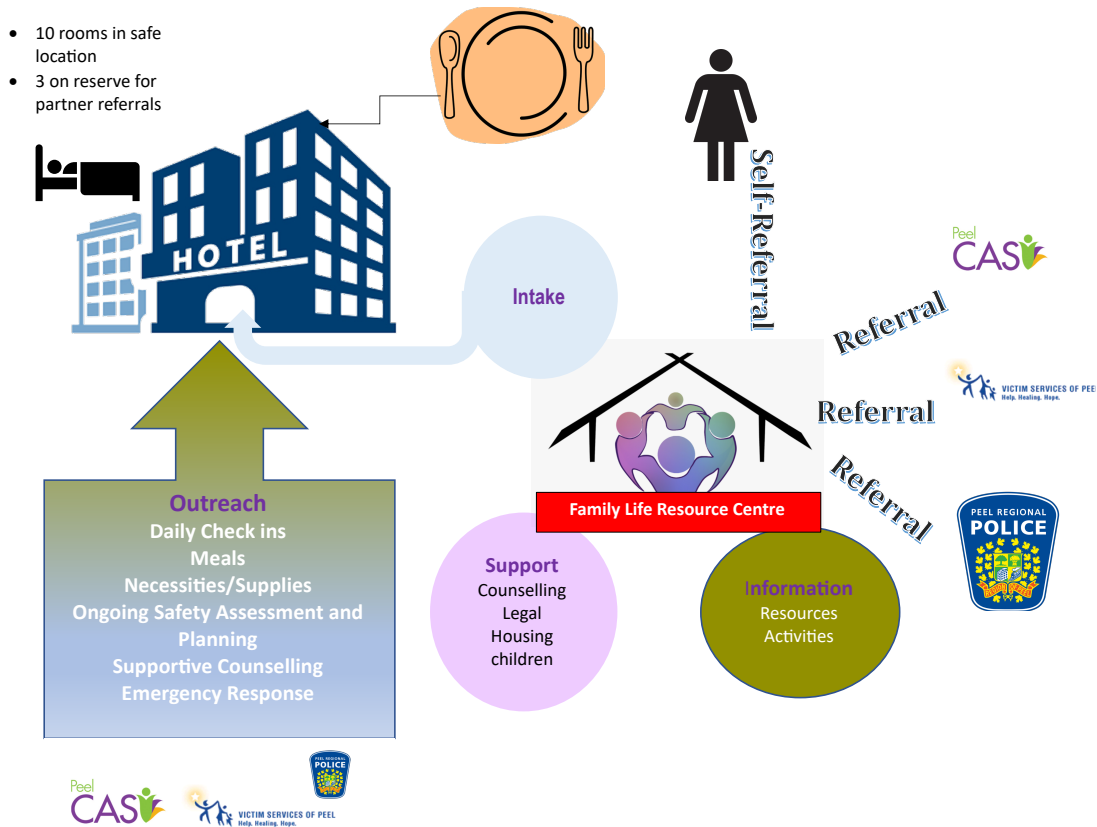 • 10 rooms in safe
location
• 3 on reserve for
partner referrals
HOTEL
Self-Referral
Intake
Peel
CAS
Referral
VICTIM SERVICES OF PEE
Help. Healing. Hope.
Referral
Referral
PEEL REGIONAL
POLICE
Family Life Resource Centre
Outreach
Daily Check ins
Meals
Necessities/Supplies
Ongoing Safety Assessment and
Planning
Supportive Counselling
Emergency Response
Support
Counselling
Legal
Housing
children
Information
Resources
Activities
Peel
CAS
VICTIM SERVICES OF PEEL
Help. Healing. Hope.
PEEL REGIONAL
POLICE